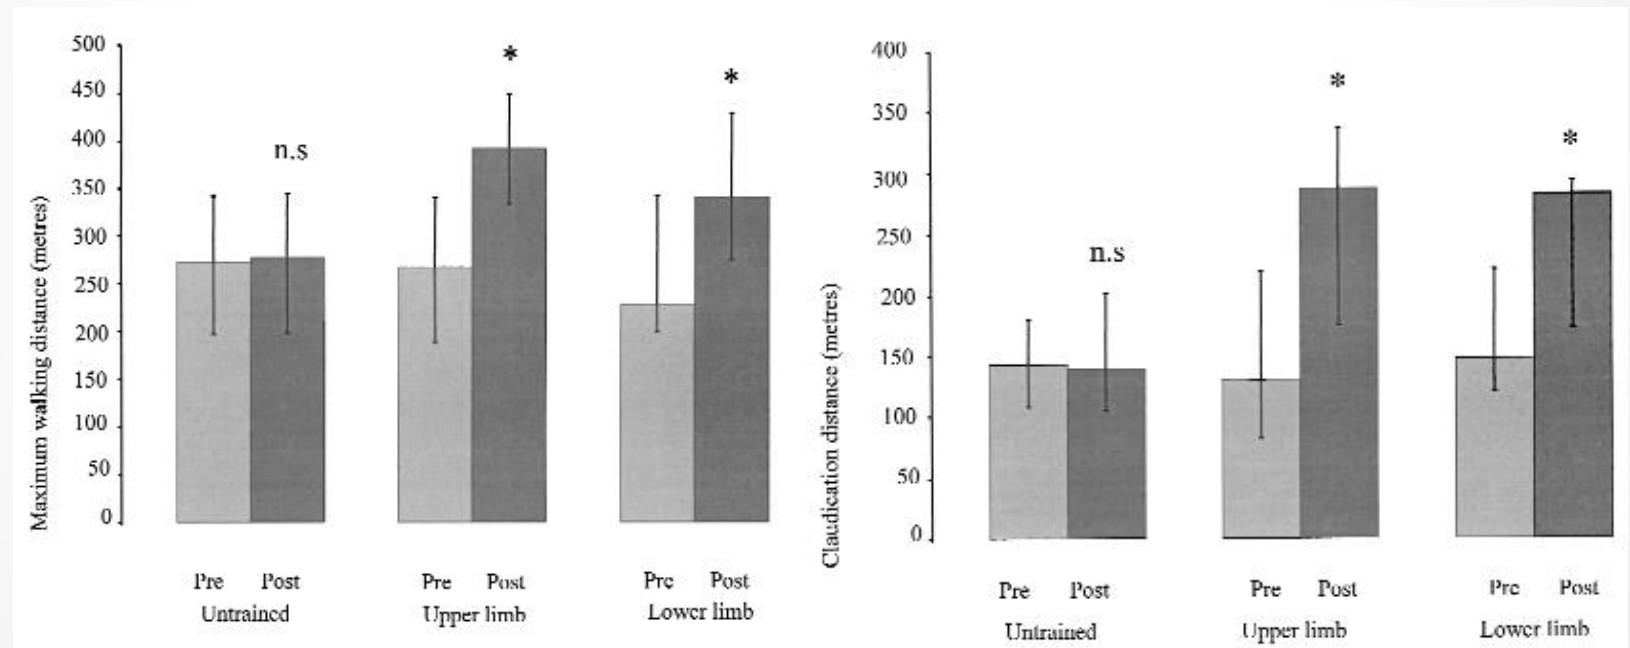 Maximum walking distance (metres)
500
450
400
350
300
250
200
150
100
50
0
n.s
*
*
Pre Post
Untrained
Pre Post
Upper limb
Pre Post
Lower limb
Claudication distance (metres)
400
350
300
250
200
150
100
50
0
n.s
*
*
Pre Post
Untrained
Pre Post
Upper limb
Pre Post
Lower limb